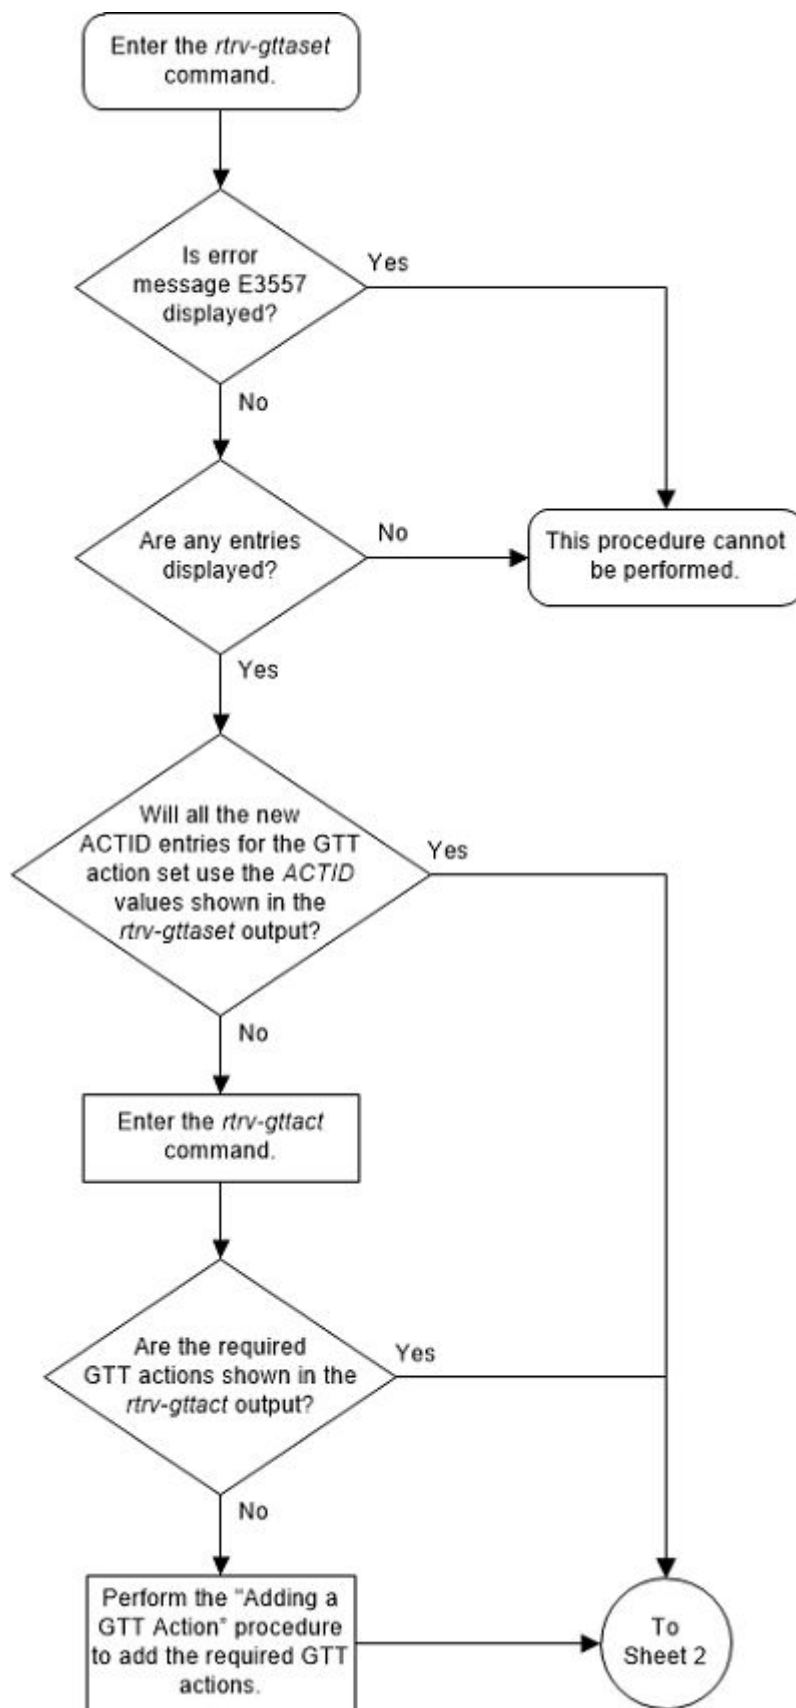 Enter the rtrv-gttaset
command.
Is error
message E3557
displayed?
Yes
No
Are any entries
displayed?
No
This procedure cannot
be performed.
Yes
Will all the new
ACTID entries for the GTT
action set use the ACTID
values shown in the
rtrv-gttaset output?
Yes
No
Enter the rtrv-gttact
command.
Are the required
GTT actions shown in the
rtrv-gttact output?
Yes
No
Perform the “Adding a
GTT Action” procedure
to add the required GTT
actions.
To
Sheet 2